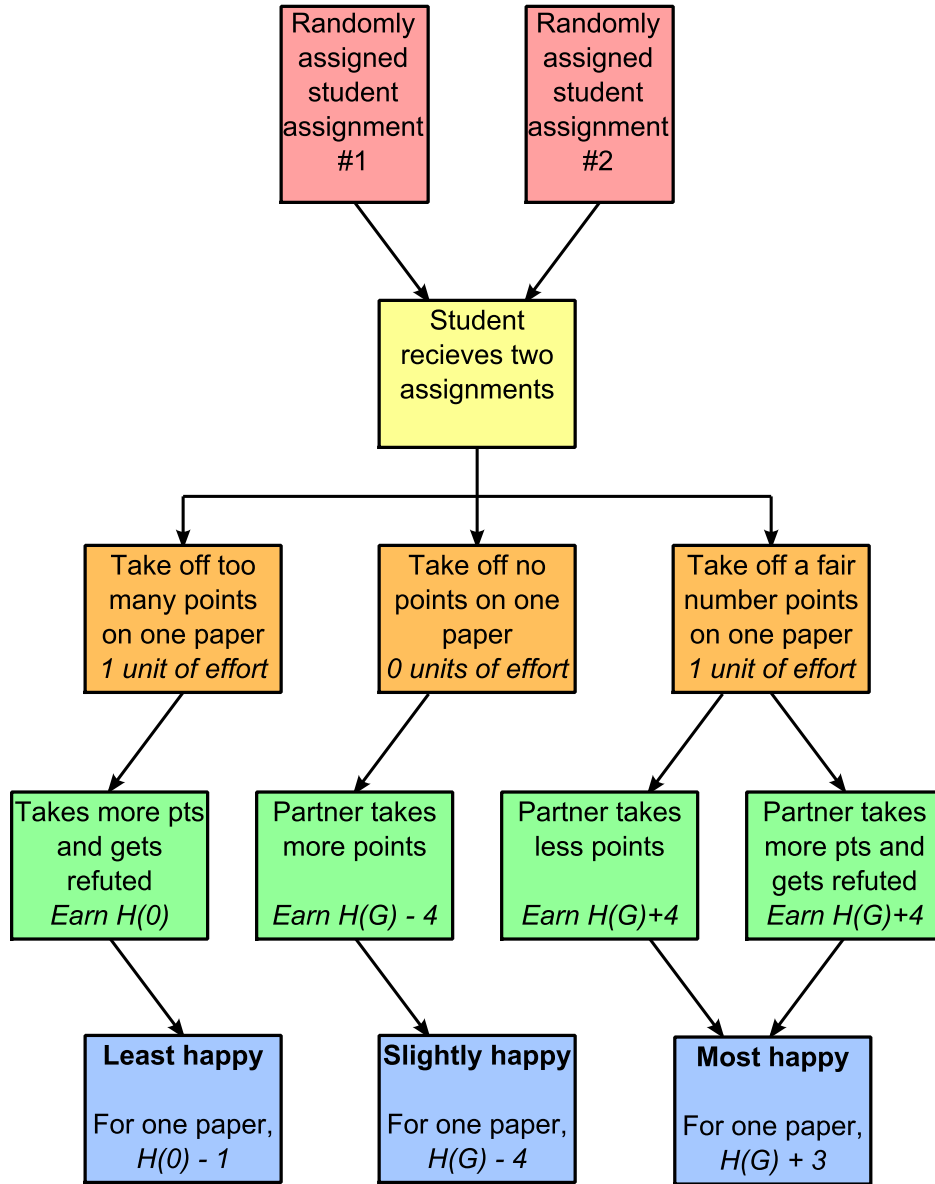 Randomly
assigned
student
assignment
#1
Randomly
assigned
student
assignment
#2
Student
recieves two
assignments
Take off too
many points
on one paper
1 unit of effort
Take off no
points on one
paper
0 units of effort
Take off a fair
number points
on one paper
1 unit of effort
Takes more pts
and gets
refuted
Earn H(0)
Partner takes
more points
Earn H(G) - 4
Partner takes
less points
Earn H(G)+4
Partner takes
more pts and
gets refuted
Earn H(G)+4
Least happy
For one paper,
H(0) - 1
Slightly happy
For one paper,
H(G) - 4
Most happy
For one paper,
H(G) + 3